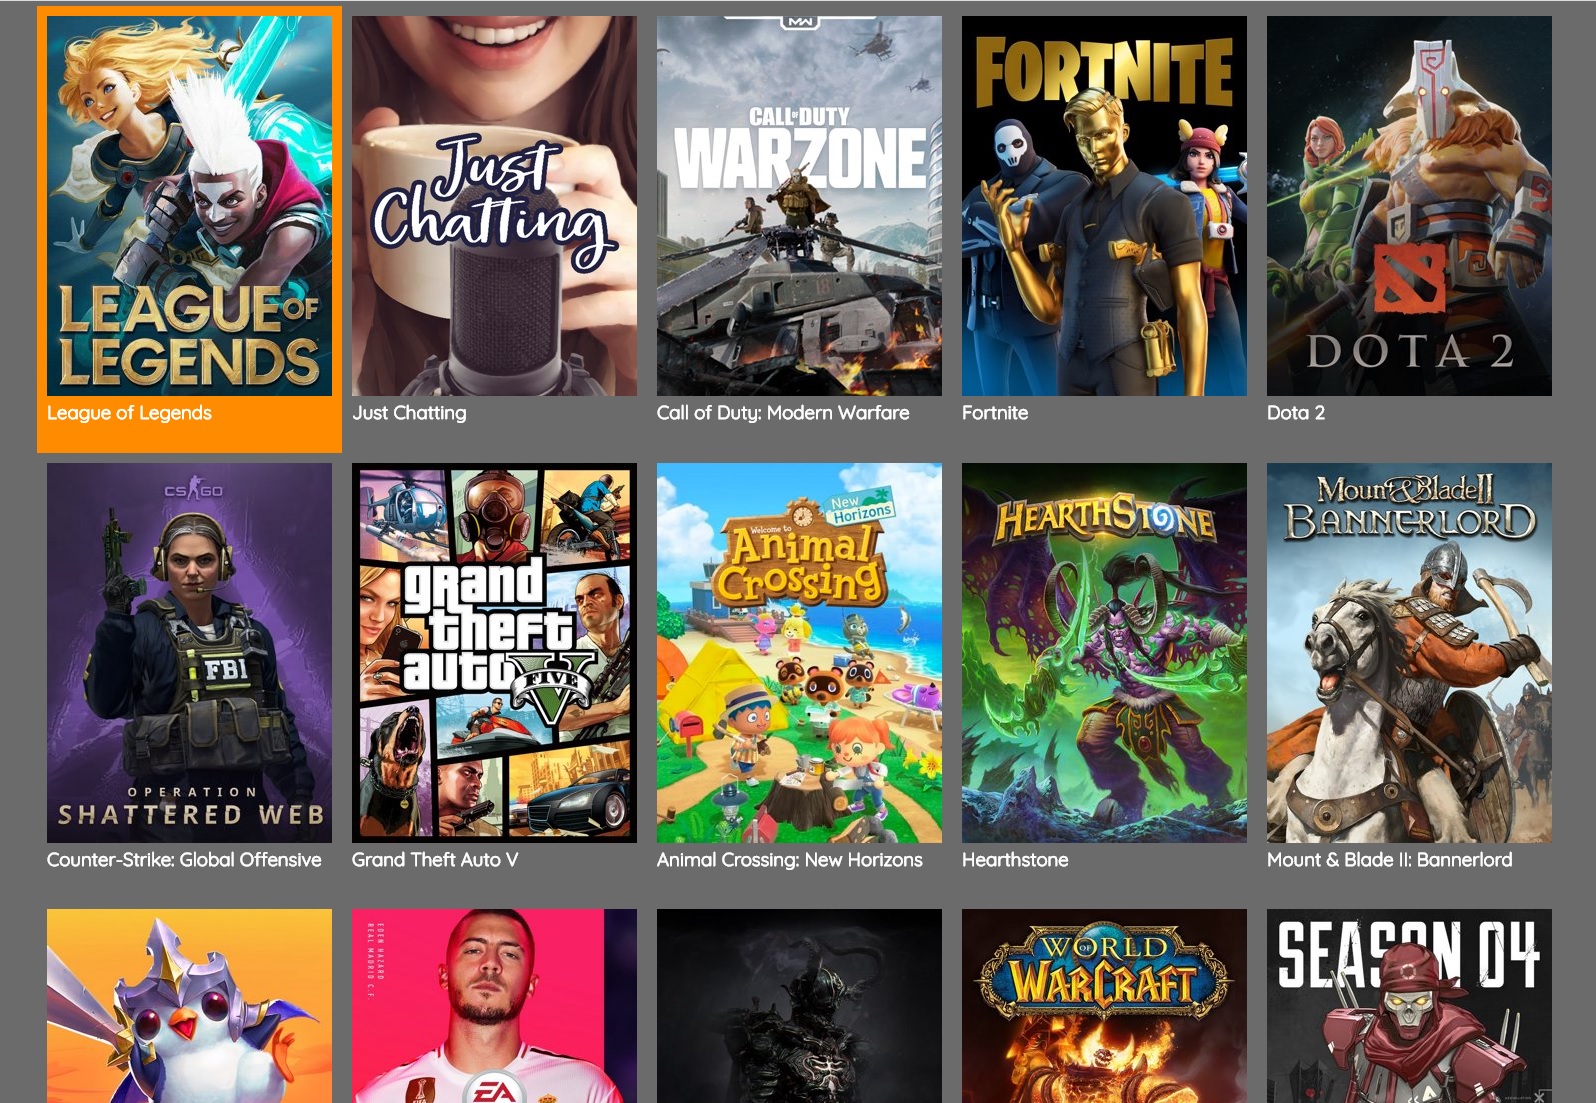 LEAGUE OF
LEGENDS
League of Legends
Just
Chatting
Just Chatting
MW
CALL OF DUTY
WARZONE
18
Call of Duty: Modern Warfare
FORTNITE
Fortnite
DOTA 2
Dota 2
CS GO
FBI
OPERATION
SHATTERED WEB
Counter-Strike: Global Offensive
grand
theft
auto
V
FIVE
Grand Theft Auto V
New
Horizons
Welcome to
Animal
Crossing
Animal Crossing: New Horizons
HEARTHSTONE
Hearthstone
Mount & Blade II
BANNERLORD
Mount & Blade II: Bannerlord
EDEN HAZARD
REAL MADRID C.F.
FIFA
EA
WORLD
OF
WARCRAFT
SEASON 04